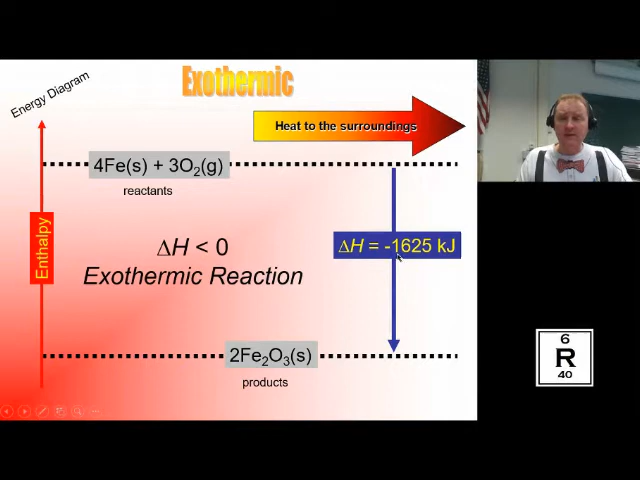 Exothermic
Energy Diagram
Heat to the surroundings
4Fe(s) + 3O₂(g)
reactants
Enthalpy
ΔH < 0
Exothermic Reaction
ΔH = -1625 kJ
2Fe₂O₃(s)
products
6
R
40